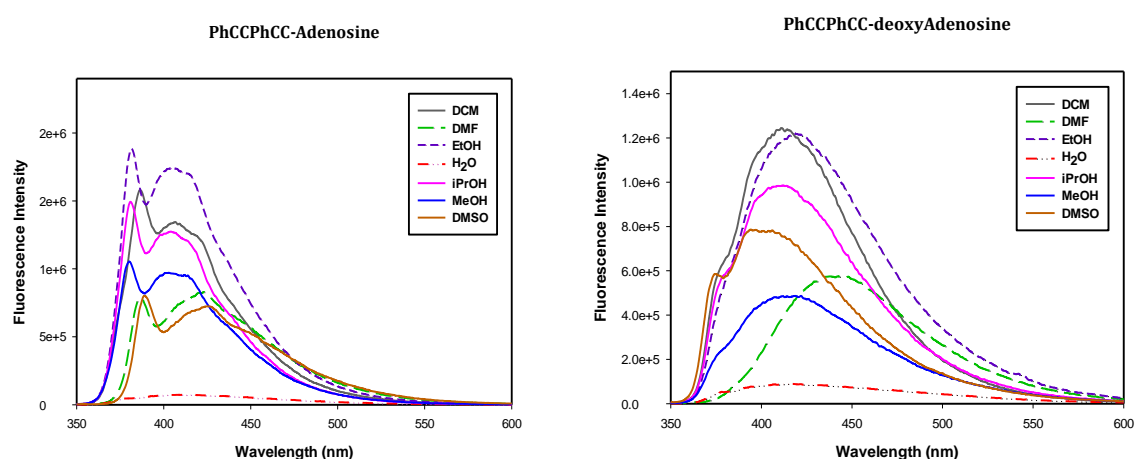 PhCCPhCC-Adenosine
Fluorescence Intensity
2e+6
2e+6
1e+6
5e+5
0
350
400
450
500
550
600
Wavelength (nm)
DCM
DMF
EtOH
H₂O
iPrOH
MeOH
DMSO
PhCCPhCC-deoxyAdenosine
Fluorescence Intensity
1.4e+6
1.2e+6
1.0e+6
8.0e+5
6.0e+5
4.0e+5
2.0e+5
0.0
350
400
450
500
550
600
Wavelength (nm)
DCM
DMF
EtOH
H₂O
iPrOH
MeOH
DMSO